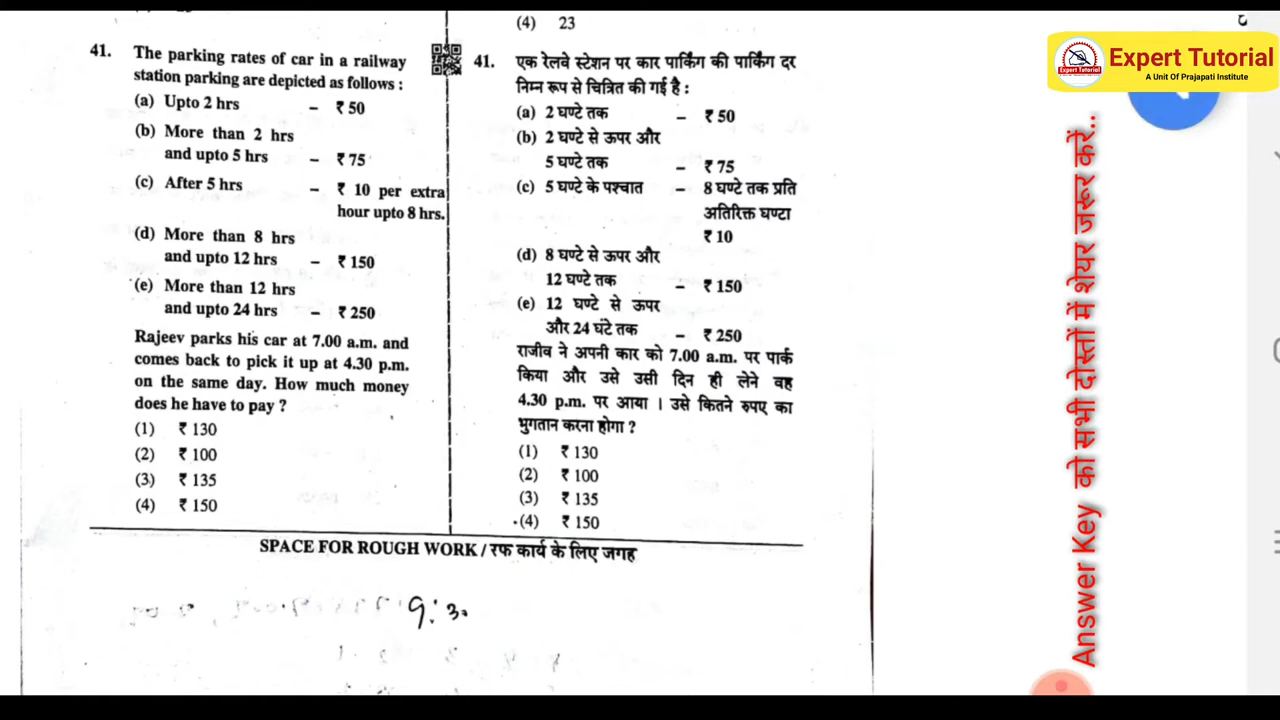 (4) 23
41. The parking rates of car in a railway
station parking are depicted as follows :
(a) Upto 2 hrs – ₹ 50
(b) More than 2 hrs
and upto 5 hrs – ₹ 75
(c) After 5 hrs – ₹ 10 per extra
hour upto 8 hrs.
(d) More than 8 hrs
and upto 12 hrs – ₹ 150
(e) More than 12 hrs
and upto 24 hrs – ₹ 250
Rajeev parks his car at 7.00 a.m. and
comes back to pick it up at 4.30 p.m.
on the same day. How much money
does he have to pay ?
(1) ₹ 130
(2) ₹ 100
(3) ₹ 135
(4) ₹ 150
41. एक रेलवे स्टेशन पर कार पार्किंग की पार्किंग दर
निम्न रूप से चित्रित की गई है :
(a) 2 घण्टे तक – ₹ 50
(b) 2 घण्टे से ऊपर और
5 घण्टे तक – ₹ 75
(c) 5 घण्टे के पश्चात – 8 घण्टे तक प्रति
अतिरिक्त घण्टा
₹ 10
(d) 8 घण्टे से ऊपर और
12 घण्टे तक – ₹ 150
(e) 12 घण्टे से ऊपर
और 24 घंटे तक – ₹ 250
राजीव ने अपनी कार को 7.00 a.m. पर पार्क
किया और उसे उसी दिन ही लेने वह
4.30 p.m. पर आया । उसे कितने रुपए का
भुगतान करना होगा ?
(1) ₹ 130
(2) ₹ 100
(3) ₹ 135
(4) ₹ 150
SPACE FOR ROUGH WORK / रफ कार्य के लिए जगह
9:30
Expert Tutorial
Expert Tutorial
A Unit Of Prajapati Institute
Answer Key को सभी दोस्तों में शेयर जरूर करें..